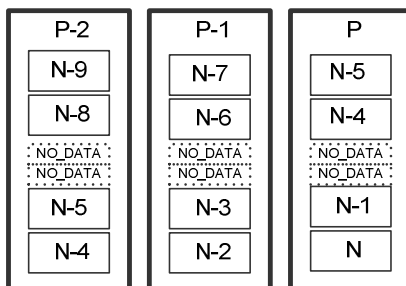 P-2
N-9
N-8
NO_DATA
NO_DATA
N-5
N-4
P-1
N-7
N-6
NO_DATA
NO_DATA
N-3
N-2
P
N-5
N-4
NO_DATA
NO_DATA
N-1
N